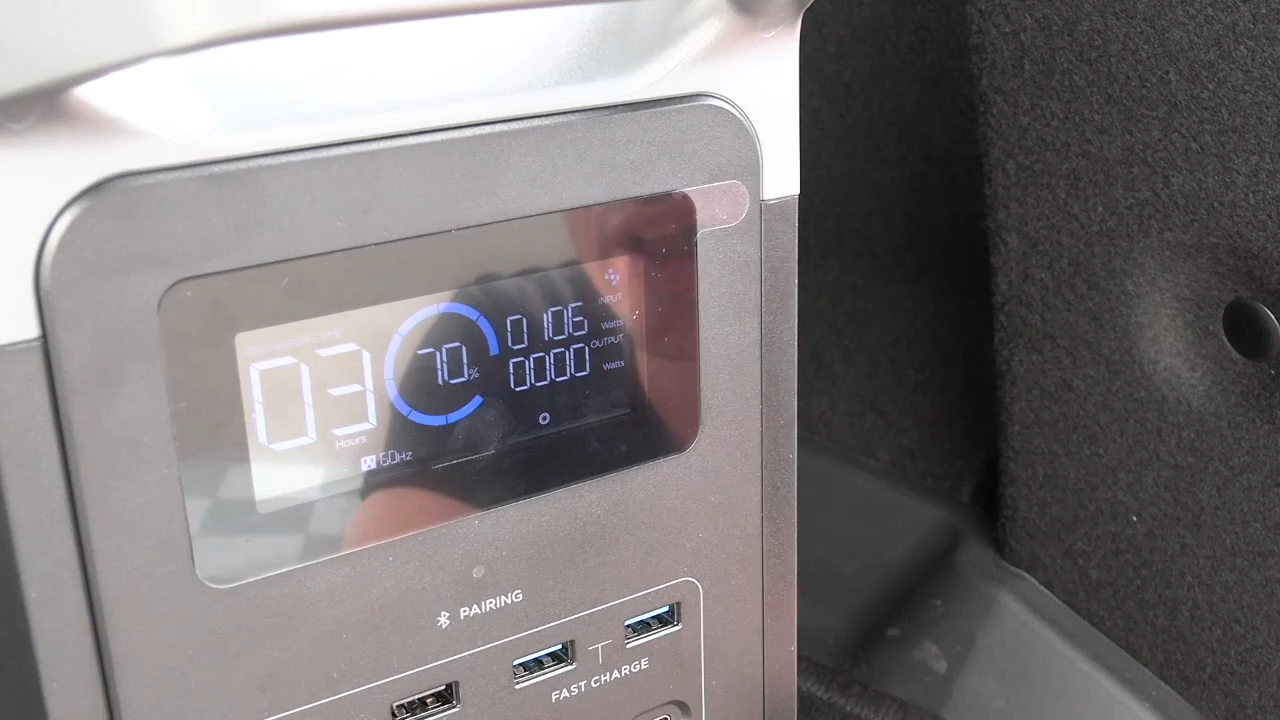 03
Hours
70%
0106
INPUT
Watts
0000
OUTPUT
Watts
60Hz
PAIRING
FAST CHARGE